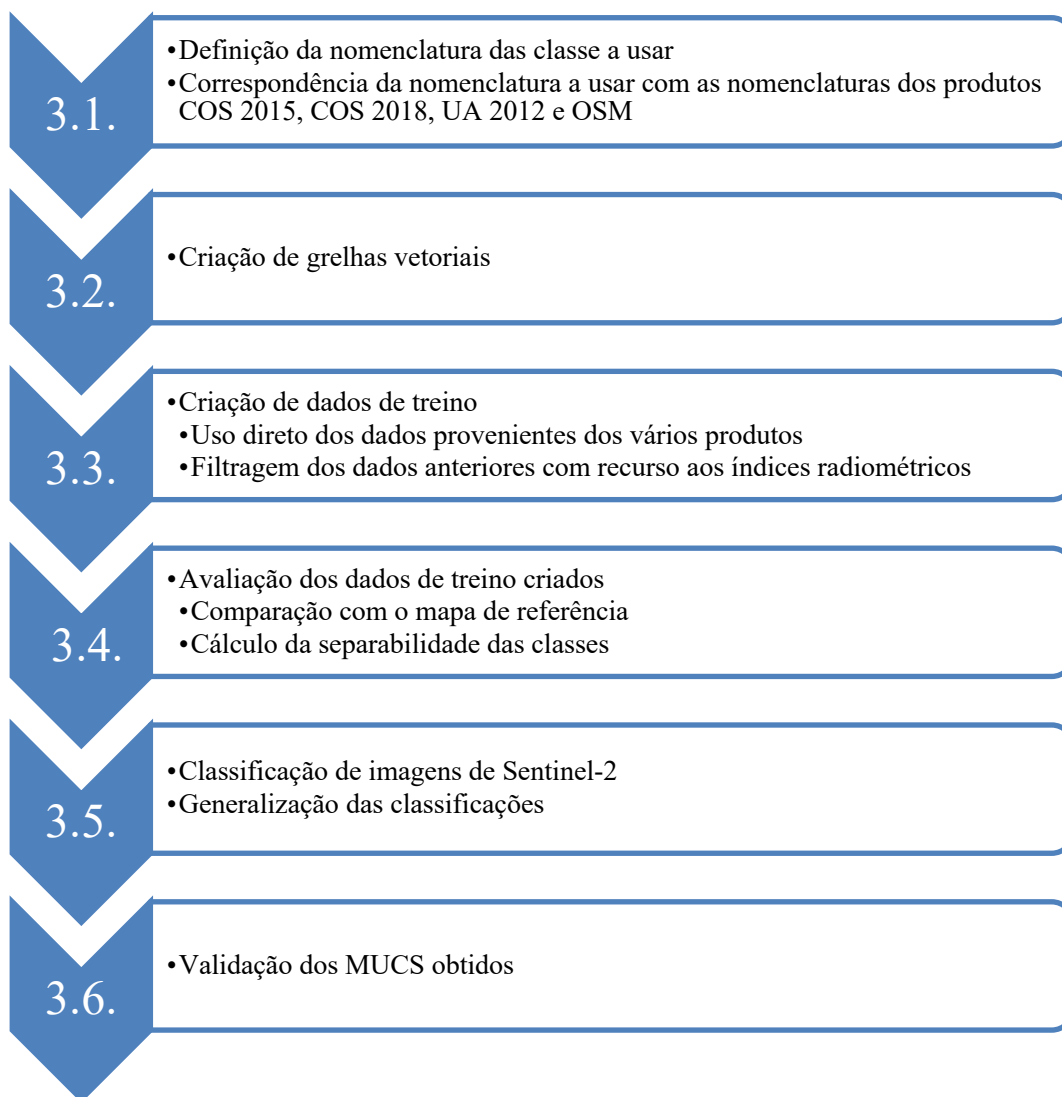 3.1.
•Definição da nomenclatura das classe a usar
•Correspondência da nomenclatura a usar com as nomenclaturas dos produtos
COS 2015, COS 2018, UA 2012 e OSM
3.2.
•Criação de grelhas vetoriais
3.3.
•Criação de dados de treino
•Uso direto dos dados provenientes dos vários produtos
•Filtragem dos dados anteriores com recurso aos índices radiométricos
3.4.
•Avaliação dos dados de treino criados
•Comparação com o mapa de referência
•Cálculo da separabilidade das classes
3.5.
•Classificação de imagens de Sentinel-2
•Generalização das classificações
3.6.
•Validação dos MUCS obtidos